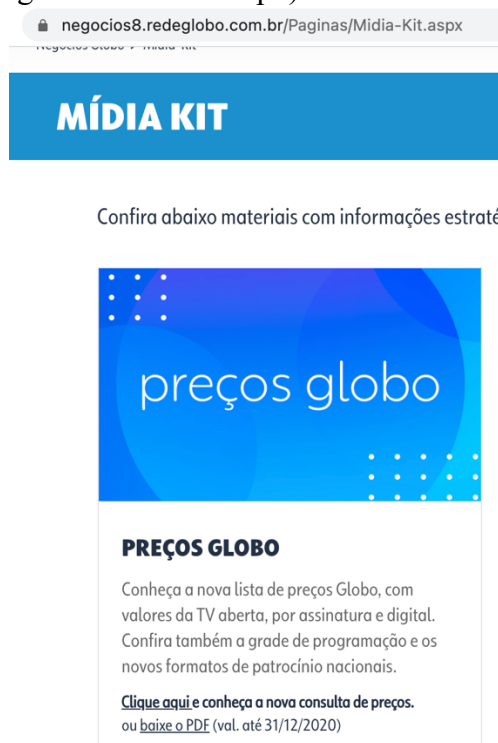 negocios8.redeglobo.com.br/Paginas/Midia-Kit.aspx
MÍDIA KIT
Confira abaixo materiais com informações
preços globo
PREÇOS GLOBO
Conheça a nova lista de preços Globo, com
valores da TV aberta, por assinatura e digital.
Confira também a grade de programação e os
novos formatos de patrocínio nacionais.
Clique aqui e conheça a nova consulta de preços.
ou baixe o PDF (val. até 31/12/2020)